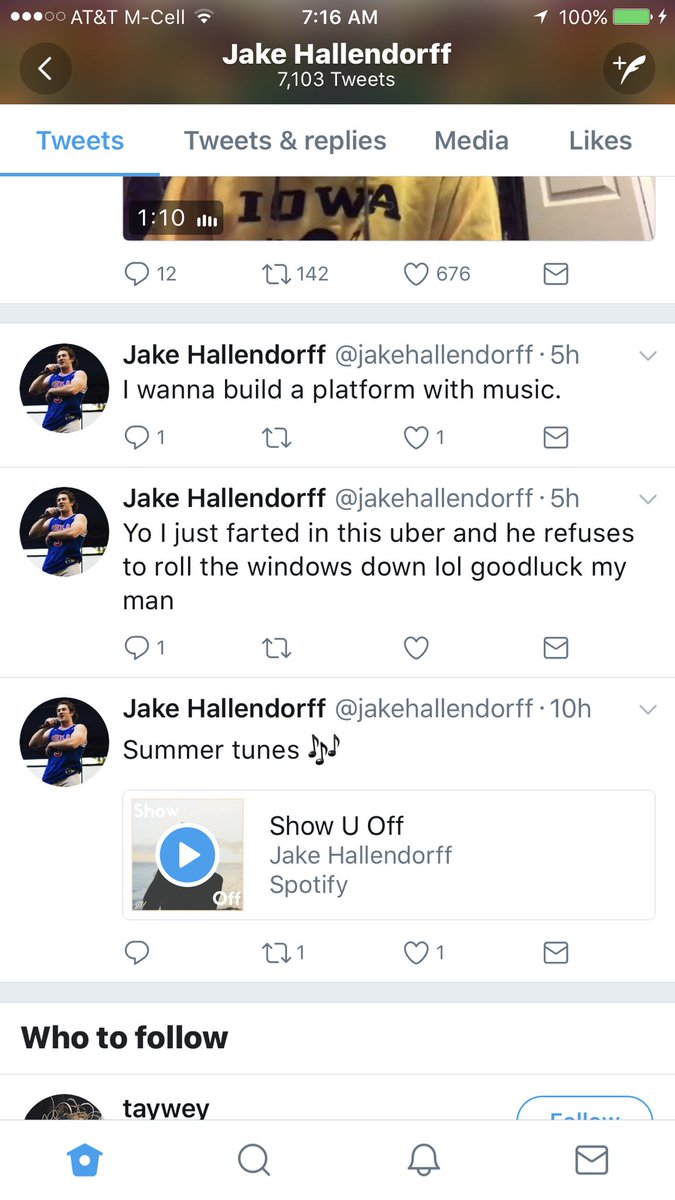 AT&T M-Cell 7:16 AM 100%
Jake Hallendorff
7,103 Tweets
Tweets Tweets & replies Media Likes
IOWA
1:10
12 142 676
Jake Hallendorff @jakehallendorff · 5h
I wanna build a platform with music.
1 1
Jake Hallendorff @jakehallendorff · 5h
Yo I just farted in this uber and he refuses
to roll the windows down lol goodluck my
man
1
Jake Hallendorff @jakehallendorff · 10h
Summer tunes 🎶
Show
Off
Show U Off
Jake Hallendorff
Spotify
1 1
Who to follow
taywey
Follow